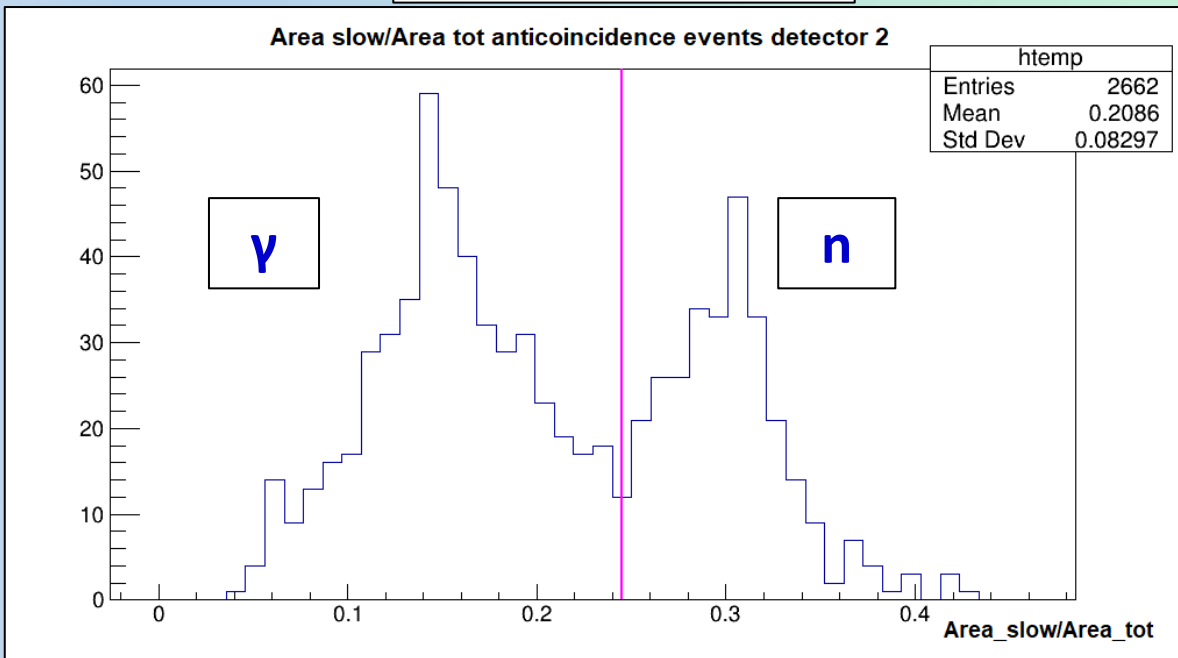 Area slow/Area tot anticoincidence events detector 2
htemp
Entries 2662
Mean 0.2086
Std Dev 0.08297
60
50
40
30
20
10
0
γ
n
0 0.1 0.2 0.3 0.4
Area_slow/Area_tot